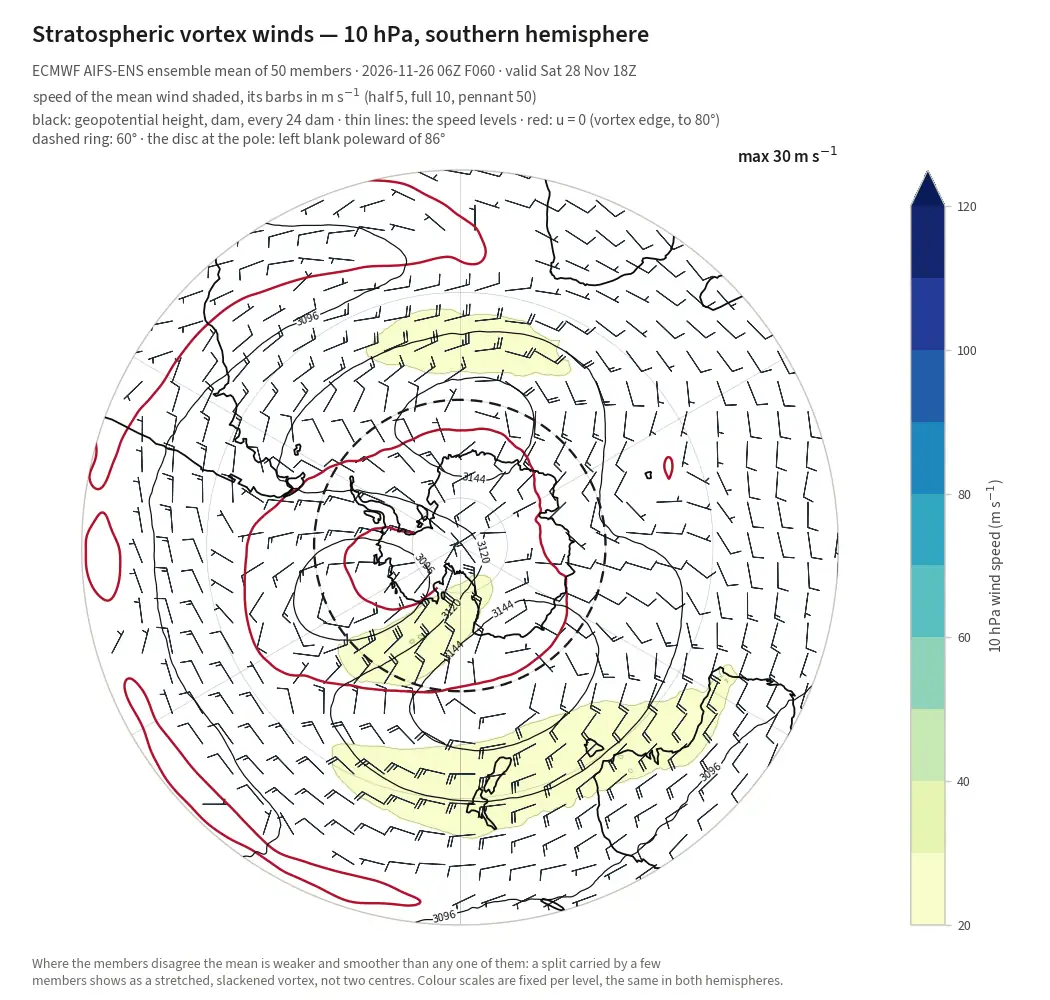 Stratospheric vortex winds — 10 hPa, southern hemisphere
ECMWF AIFS-ENS ensemble mean of 50 members · 2026-11-26 06Z F060 · valid Sat 28 Nov 18Z
speed of the mean wind shaded, its barbs in m s⁻¹ (half 5, full 10, pennant 50)
black: geopotential height, dam, every 24 dam · thin lines: the speed levels · red: u = 0 (vortex edge, to 80°)
dashed ring: 60° · the disc at the pole: left blank poleward of 86°
max 30 m s⁻¹
120
100
80
60
40
20
10 hPa wind speed (m s⁻¹)
3096
3144
3120
3096
3120
3144
3144
3096
3096
Where the members disagree the mean is weaker and smoother than any one of them: a split carried by a few
members shows as a stretched, slackened vortex, not two centres. Colour scales are fixed per level, the same in both hemispheres.